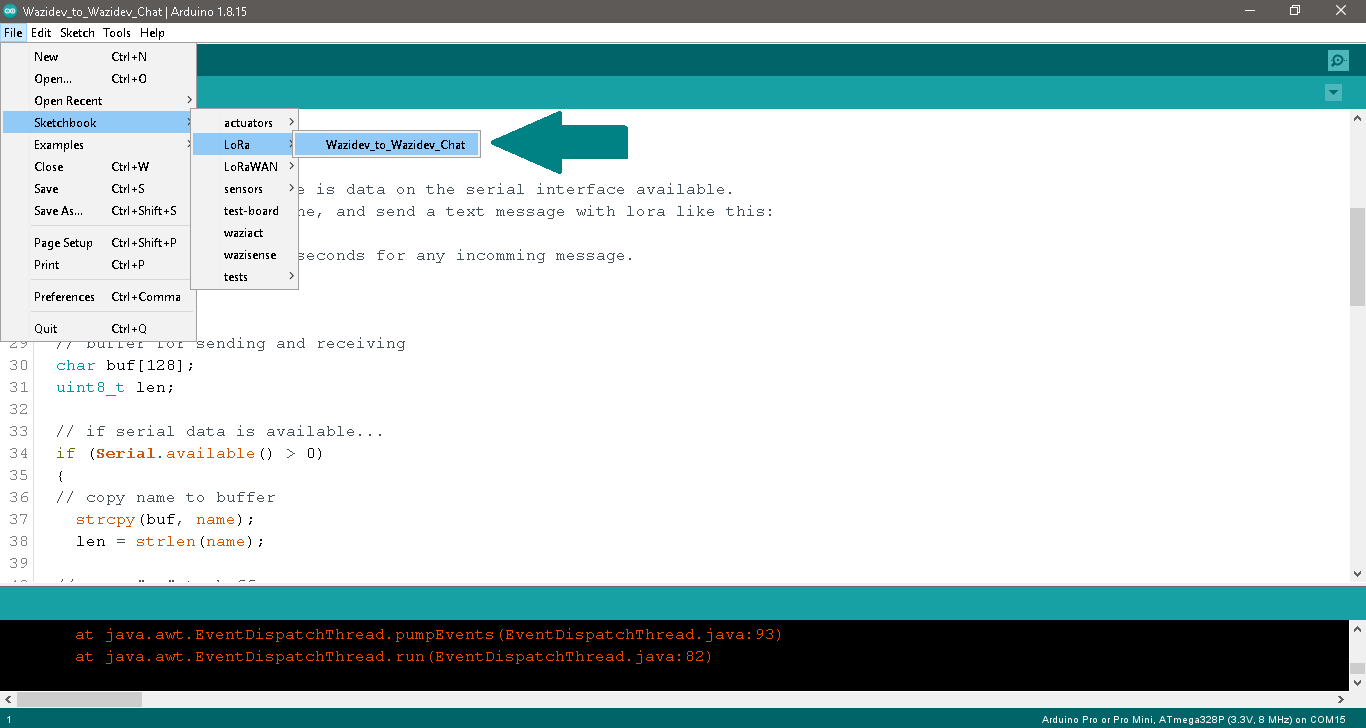 Wazidev_to_Wazidev_Chat | Arduino 1.8.15
File Edit Sketch Tools Help
New Ctrl+N
Open... Ctrl+O
Open Recent
Sketchbook
Examples
Close Ctrl+W
Save Ctrl+S
Save As... Ctrl+Shift+S
Page Setup Ctrl+Shift+P
Print Ctrl+P
Preferences Ctrl+Comma
Quit Ctrl+Q
actuators
LoRa
LoRaWAN
sensors
test-board
waziact
wazisense
tests
Wazidev_to_Wazidev_Chat
e is data on the serial interface available.
ne, and send a text message with lora like this:
seconds for any incomming message.
29 // buffer for sending and receiving
30 char buf[128];
31 uint8_t len;
32
33 // if serial data is available...
34 if (Serial.available() > 0)
35 {
36 // copy name to buffer
37 strcpy(buf, name);
38 len = strlen(name);
39
at java.awt.EventDispatchThread.pumpEvents(EventDispatchThread.java:93)
at java.awt.EventDispatchThread.run(EventDispatchThread.java:82)
1 Arduino Pro or Pro Mini, ATmega328P (3.3V, 8 MHz) on COM15